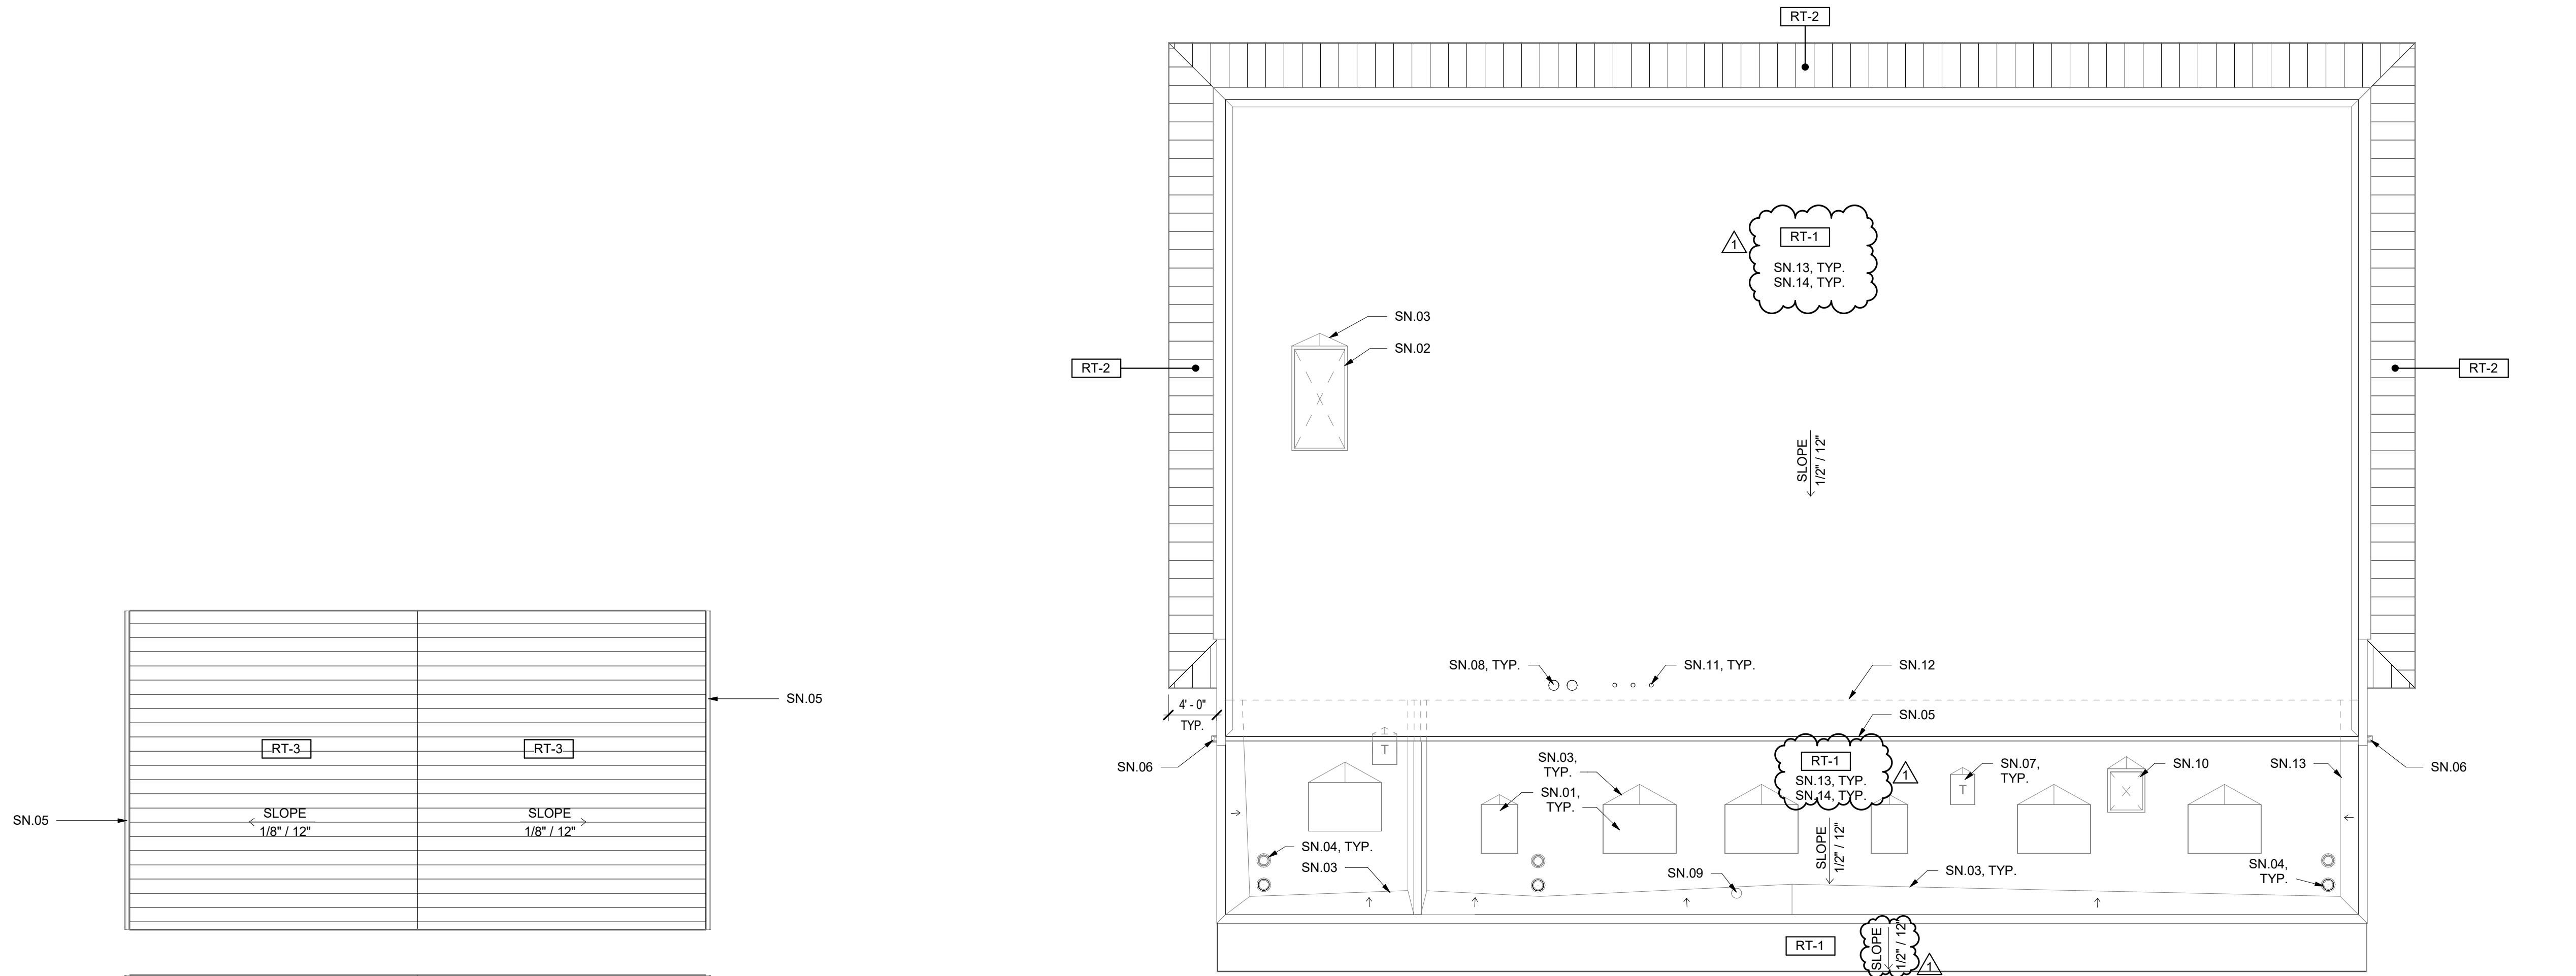 RT-2
1
RT-1
SN.13, TYP.
SN.14, TYP.
SN.03
SN.02
X
RT-2
RT-2
SLOPE
1/2" / 12"
SN.08, TYP.
SN.11, TYP.
SN.12
4' - 0"
TYP.
SN.05
SN.05
RT-3
RT-3
T
RT-1
SN.13, TYP.
SN.14, TYP.
1
SN.06
SN.03,
TYP.
SN.01,
TYP.
SN.07,
TYP.
T
SN.10
X
SN.13
SN.06
SN.05
SLOPE
1/8" / 12"
SLOPE
1/8" / 12"
SLOPE
1/2" / 12"
SN.04, TYP.
SN.03
SN.09
SN.03, TYP.
SN.04,
TYP.
RT-1
SLOPE
1/2" / 12"
1